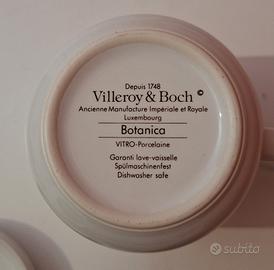 Depuis 1748
Villeroy & Boch ©
Ancienne Manufacture Impériale et Royale
Luxembourg
Botanica
VITRO-Porcelaine
Garanti lave-vaisselle
Spülmaschinenfest
Dishwasher safe
subito